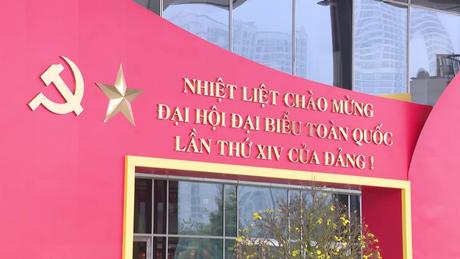 NHIỆT LIỆT CHÀO MỪNG
ĐẠI HỘI ĐẠI BIỂU TOÀN QUỐC
LẦN THỨ XIV CỦA ĐẢNG !